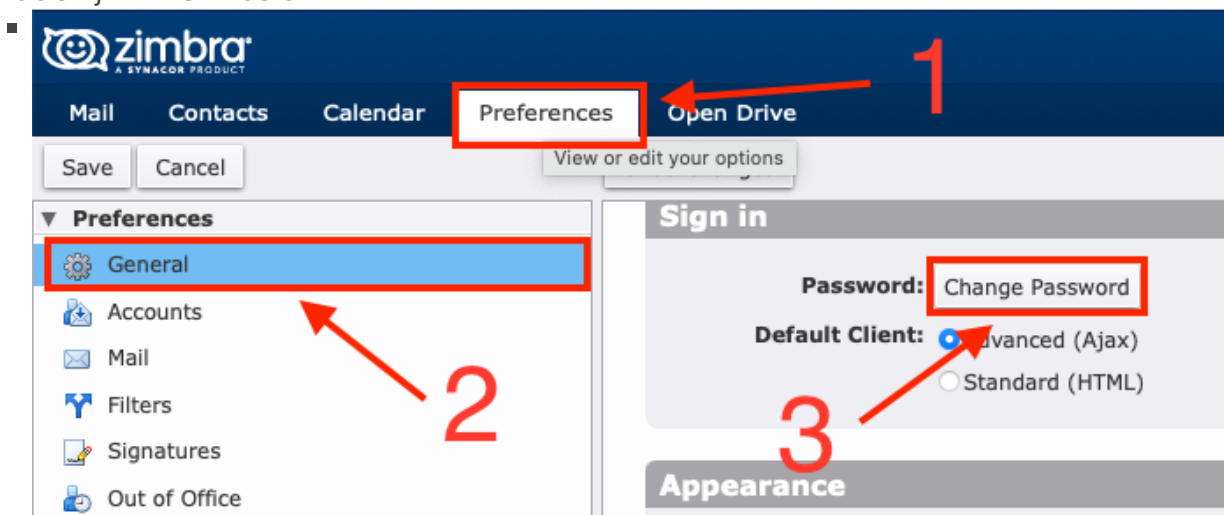 zimbra
A SYNACOR PRODUCT
1
Mail Contacts Calendar Preferences Open Drive
Save Cancel View or edit your options
Preferences
Sign in
General
Password: Change Password
Accounts
Default Client: Advanced (Ajax)
Mail
Standard (HTML)
2
Filters
3
Signatures
Appearance
Out of Office